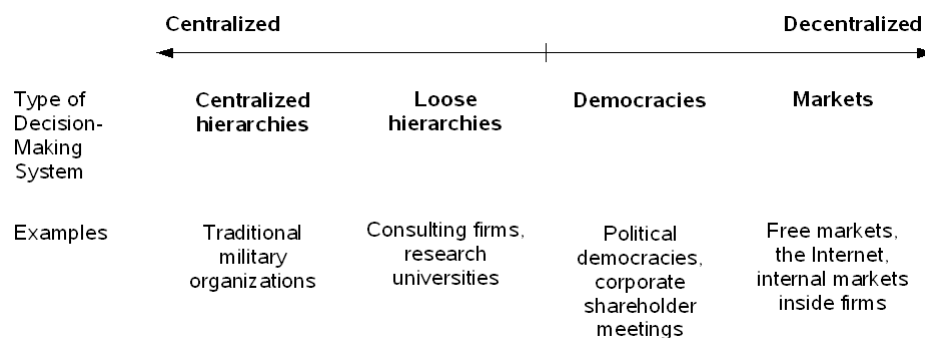 Centralized
Decentralized
Type of
Decision-
Making
System
Centralized
hierarchies
Loose
hierarchies
Democracies
Markets
Examples
Traditional
military
organizations
Consulting firms,
research
universities
Political
democracies,
corporate
shareholder
meetings
Free markets,
the Internet,
internal markets
inside firms